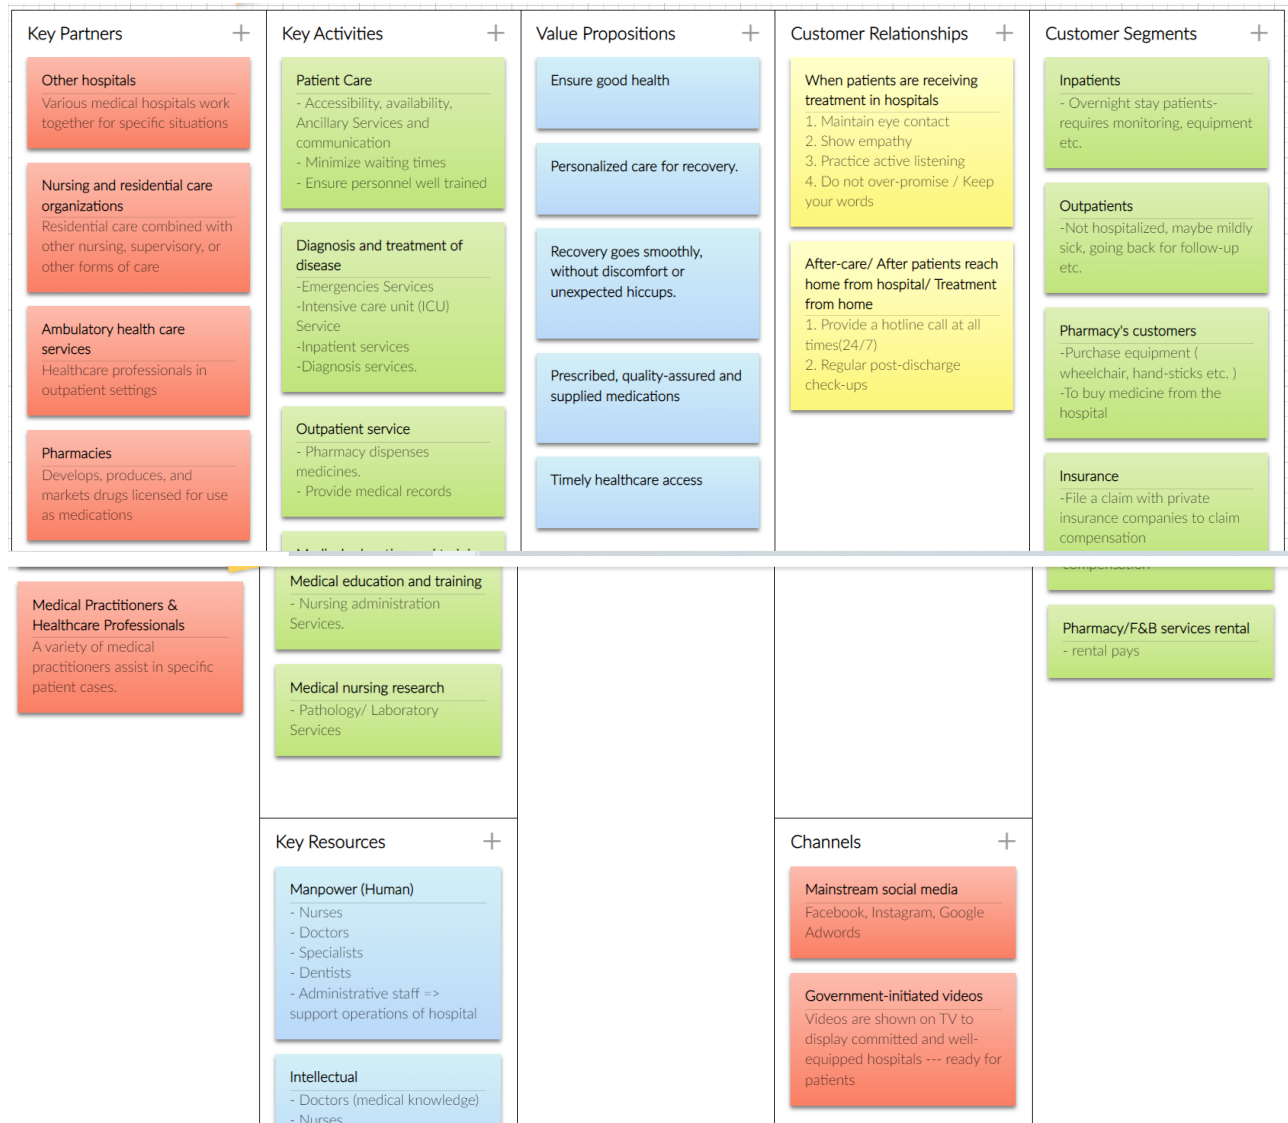 Key Partners
Other hospitals
Various medical hospitals work
together for specific situations
Nursing and residential care
organizations
Residential care combined with
other nursing, supervisory, or
other forms of care
Ambulatory health care
services
Healthcare professionals in
outpatient settings
Pharmacies
Develops, produces, and
markets drugs licensed for use
as medications
Key Activities
Patient Care
- Accessibility, availability,
Ancillary Services and
communication
- Minimize waiting times
- Ensure personnel well trained
Diagnosis and treatment of
disease
-Emergencies Services
-Intensive care unit (ICU)
Service
-Inpatient services
-Diagnosis services.
Outpatient service
- Pharmacy dispenses
medicines.
- Provide medical records
Value Propositions
Ensure good health
Personalized care for recovery.
Recovery goes smoothly,
without discomfort or
unexpected hiccups.
Prescribed, quality-assured and
supplied medications
Timely healthcare access
Customer Relationships
When patients are receiving
treatment in hospitals
1. Maintain eye contact
2. Show empathy
3. Practice active listening
4. Do not over-promise / Keep
your words
After-care/ After patients reach
home from hospital/ Treatment
from home
1. Provide a hotline call at all
times(24/7)
2. Regular post-discharge
check-ups
Customer Segments
Inpatients
- Overnight stay patients-
requires monitoring, equipment
etc.
Outpatients
-Not hospitalized, maybe mildly
sick, going back for follow-up
etc.
Pharmacy's customers
-Purchase equipment (
wheelchair, hand-sticks etc. )
-To buy medicine from the
hospital
Insurance
-File a claim with private
insurance companies to claim
compensation
Medical Practitioners &
Healthcare Professionals
A variety of medical
practitioners assist in specific
patient cases.
Medical education and training
- Nursing administration
Services.
Medical nursing research
- Pathology/ Laboratory
Services
Pharmacy/F&B services rental
- rental pays
Key Resources
Manpower (Human)
- Nurses
- Doctors
- Specialists
- Dentists
- Administrative staff =>
support operations of hospital
Intellectual
- Doctors (medical knowledge)
- Nurses
Channels
Mainstream social media
Facebook, Instagram, Google
Adwords
Government-initiated videos
Videos are shown on TV to
display committed and well-
equipped hospitals --- ready for
patients